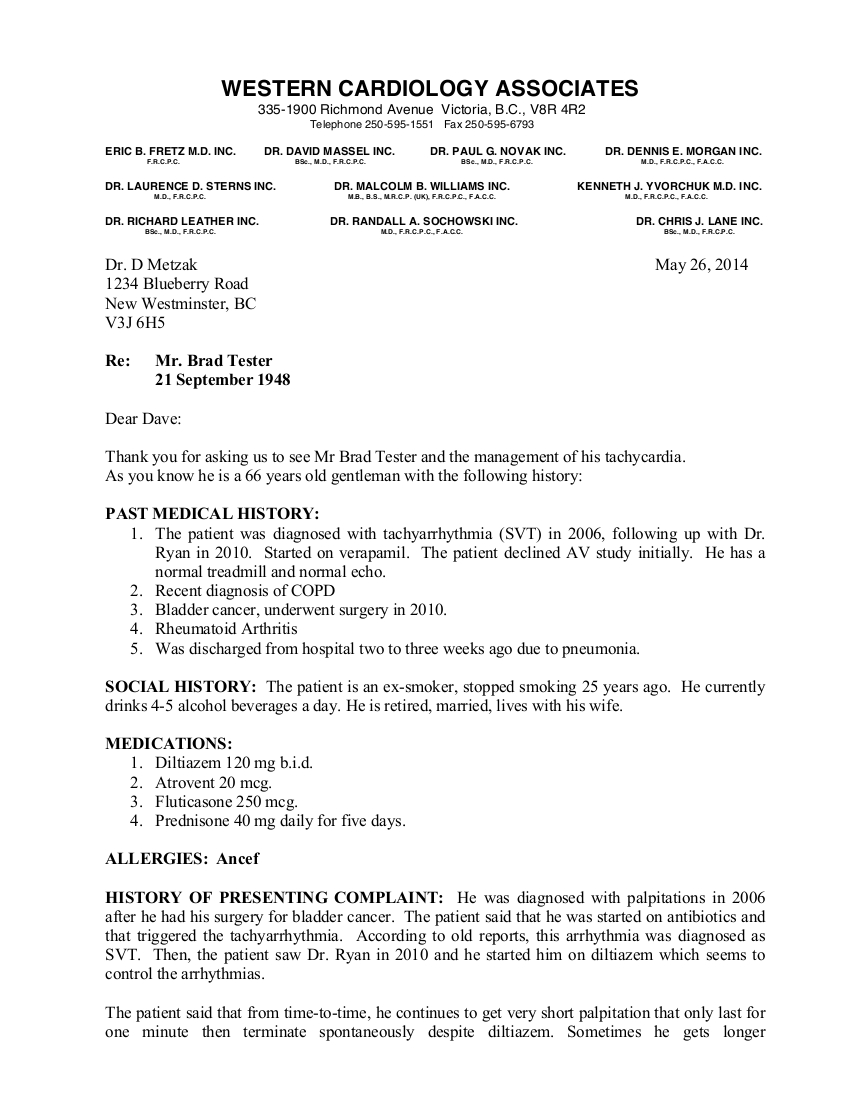 WESTERN CARDIOLOGY ASSOCIATES
335-1900 Richmond Avenue Victoria, B.C., V8R 4R2
Telephone 250-595-1551 Fax 250-595-6793
ERIC B. FRETZ M.D. INC. DR. DAVID MASSEL INC. DR. PAUL G. NOVAK INC. DR. DENNIS E. MORGAN INC.
F.R.C.P.C. BSc., M.D., F.R.C.P.C. BSc., M.D., F.R.C.P.C. M.D., F.R.C.P.C., F.A.C.C.
DR. LAURENCE D. STERNS INC. DR. MALCOLM B. WILLIAMS INC. KENNETH J. YVORCHUK M.D. INC.
M.D., F.R.C.P.C. M.B., B.S., M.R.C.P. (UK), F.R.C.P.C., F.A.C.C. M.D., F.R.C.P.C., F.A.C.C.
DR. RICHARD LEATHER INC. DR. RANDALL A. SOCHOWSKI INC. DR. CHRIS J. LANE INC.
BSc., M.D., F.R.C.P.C. M.D., F.R.C.P.C., F.A.C.C. BSc., M.D., F.R.C.P.C.
Dr. D Metzak May 26, 2014
1234 Blueberry Road
New Westminster, BC
V3J 6H5
Re: Mr. Brad Tester
21 September 1948
Dear Dave:
Thank you for asking us to see Mr Brad Tester and the management of his tachycardia.
As you know he is a 66 years old gentleman with the following history:
PAST MEDICAL HISTORY:
1. The patient was diagnosed with tachyarrhythmia (SVT) in 2006, following up with Dr.
Ryan in 2010. Started on verapamil. The patient declined AV study initially. He has a
normal treadmill and normal echo.
2. Recent diagnosis of COPD
3. Bladder cancer, underwent surgery in 2010.
4. Rheumatoid Arthritis
5. Was discharged from hospital two to three weeks ago due to pneumonia.
SOCIAL HISTORY: The patient is an ex-smoker, stopped smoking 25 years ago. He currently
drinks 4-5 alcohol beverages a day. He is retired, married, lives with his wife.
MEDICATIONS:
1. Diltiazem 120 mg b.i.d.
2. Atrovent 20 mcg.
3. Fluticasone 250 mcg.
4. Prednisone 40 mg daily for five days.
ALLERGIES: Ancef
HISTORY OF PRESENTING COMPLAINT: He was diagnosed with palpitations in 2006
after he had his surgery for bladder cancer. The patient said that he was started on antibiotics and
that triggered the tachyarrhythmia. According to old reports, this arrhythmia was diagnosed as
SVT. Then, the patient saw Dr. Ryan in 2010 and he started him on diltiazem which seems to
control the arrhythmias.
The patient said that from time-to-time, he continues to get very short palpitation that only last for
one minute then terminate spontaneously despite diltiazem. Sometimes he gets longer